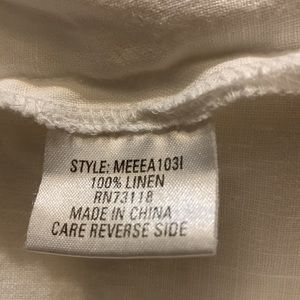 STYLE: MEEEA103I
100% LINEN
RN73118
MADE IN CHINA
CARE REVERSE SIDE